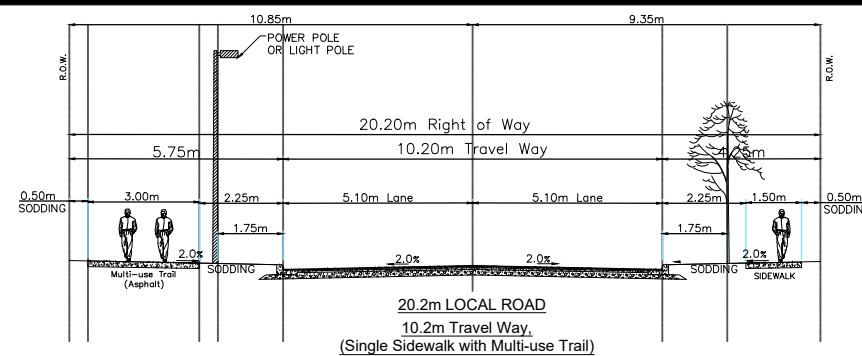 10.85m 9.35m
POWER POLE
OR LIGHT POLE
R.O.W. R.O.W.
20.20m Right of Way
5.75m 10.20m Travel Way 4.25m
0.50m 3.00m 2.25m 5.10m Lane 5.10m Lane 2.25m 1.50m 0.50m
SODDING SODDING
1.75m 1.75m
2.0% 2.0% 2.0% 2.0%
SODDING SODDING
Multi-use Trail SIDEWALK
(Asphalt)
20.2m LOCAL ROAD
10.2m Travel Way,
(Single Sidewalk with Multi-use Trail)